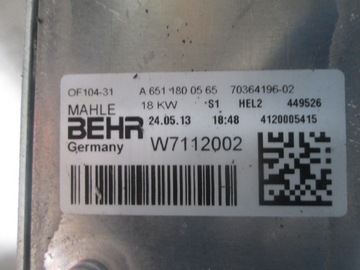 OF104-31 A 651 180 05 65 70364196-02
MAHLE 18 KW S1 HEL2 449526
BEHR 24.05.13 18:48 4120005415
Germany W7112002